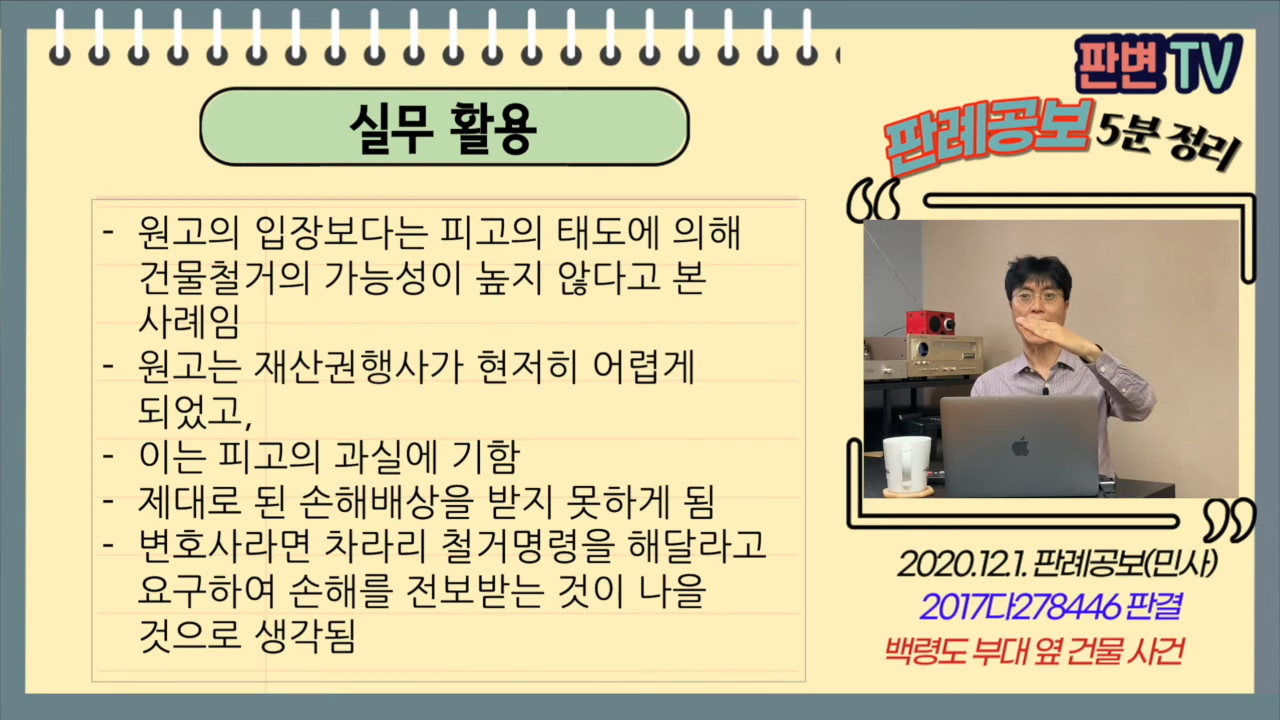 판변 TV
판례공보 5분 정리
실무 활용
- 원고의 입장보다는 피고의 태도에 의해
건물철거의 가능성이 높지 않다고 본
사례임
- 원고는 재산권행사가 현저히 어렵게
되었고,
- 이는 피고의 과실에 기함
- 제대로 된 손해배상을 받지 못하게 됨
- 변호사라면 차라리 철거명령을 해달라고
요구하여 손해를 전보받는 것이 나을
것으로 생각됨
2020.12.1. 판례공보(민사)
2017다278446 판결
백령도 부대 옆 건물 사건